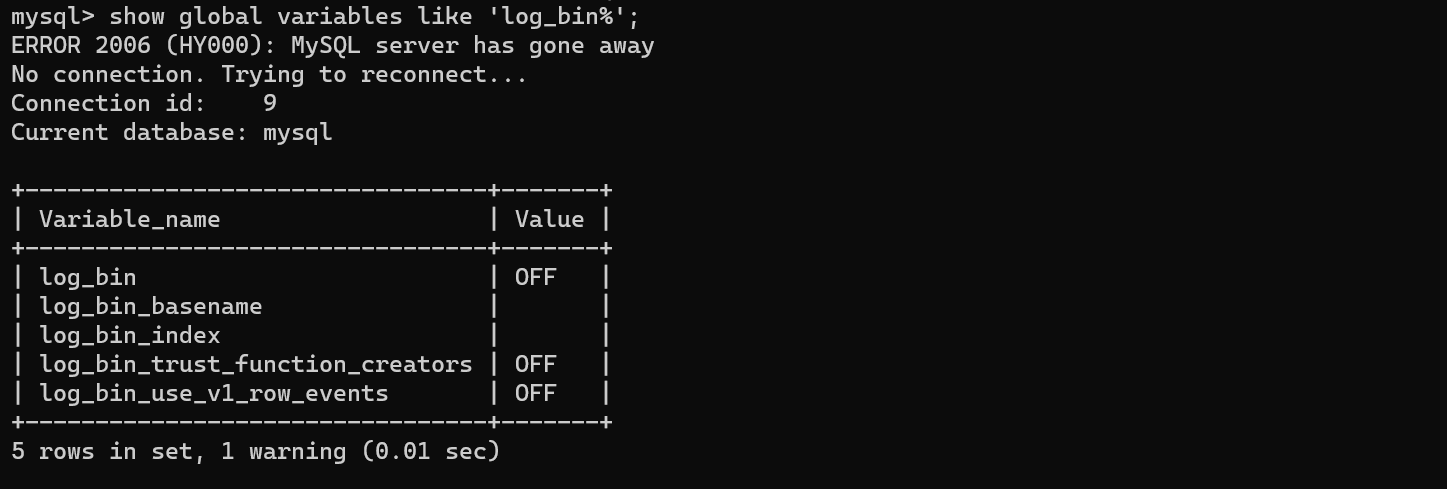 mysql> show global variables like 'log_bin%';
ERROR 2006 (HY000): MySQL server has gone away
No connection. Trying to reconnect...
Connection id:    9
Current database: mysql

+---------------------------------+-------+
| Variable_name                   | Value |
+---------------------------------+-------+
| log_bin                         | OFF   |
| log_bin_basename                |       |
| log_bin_index                   |       |
| log_bin_trust_function_creators | OFF   |
| log_bin_use_v1_row_events       | OFF   |
+---------------------------------+-------+
5 rows in set, 1 warning (0.01 sec)